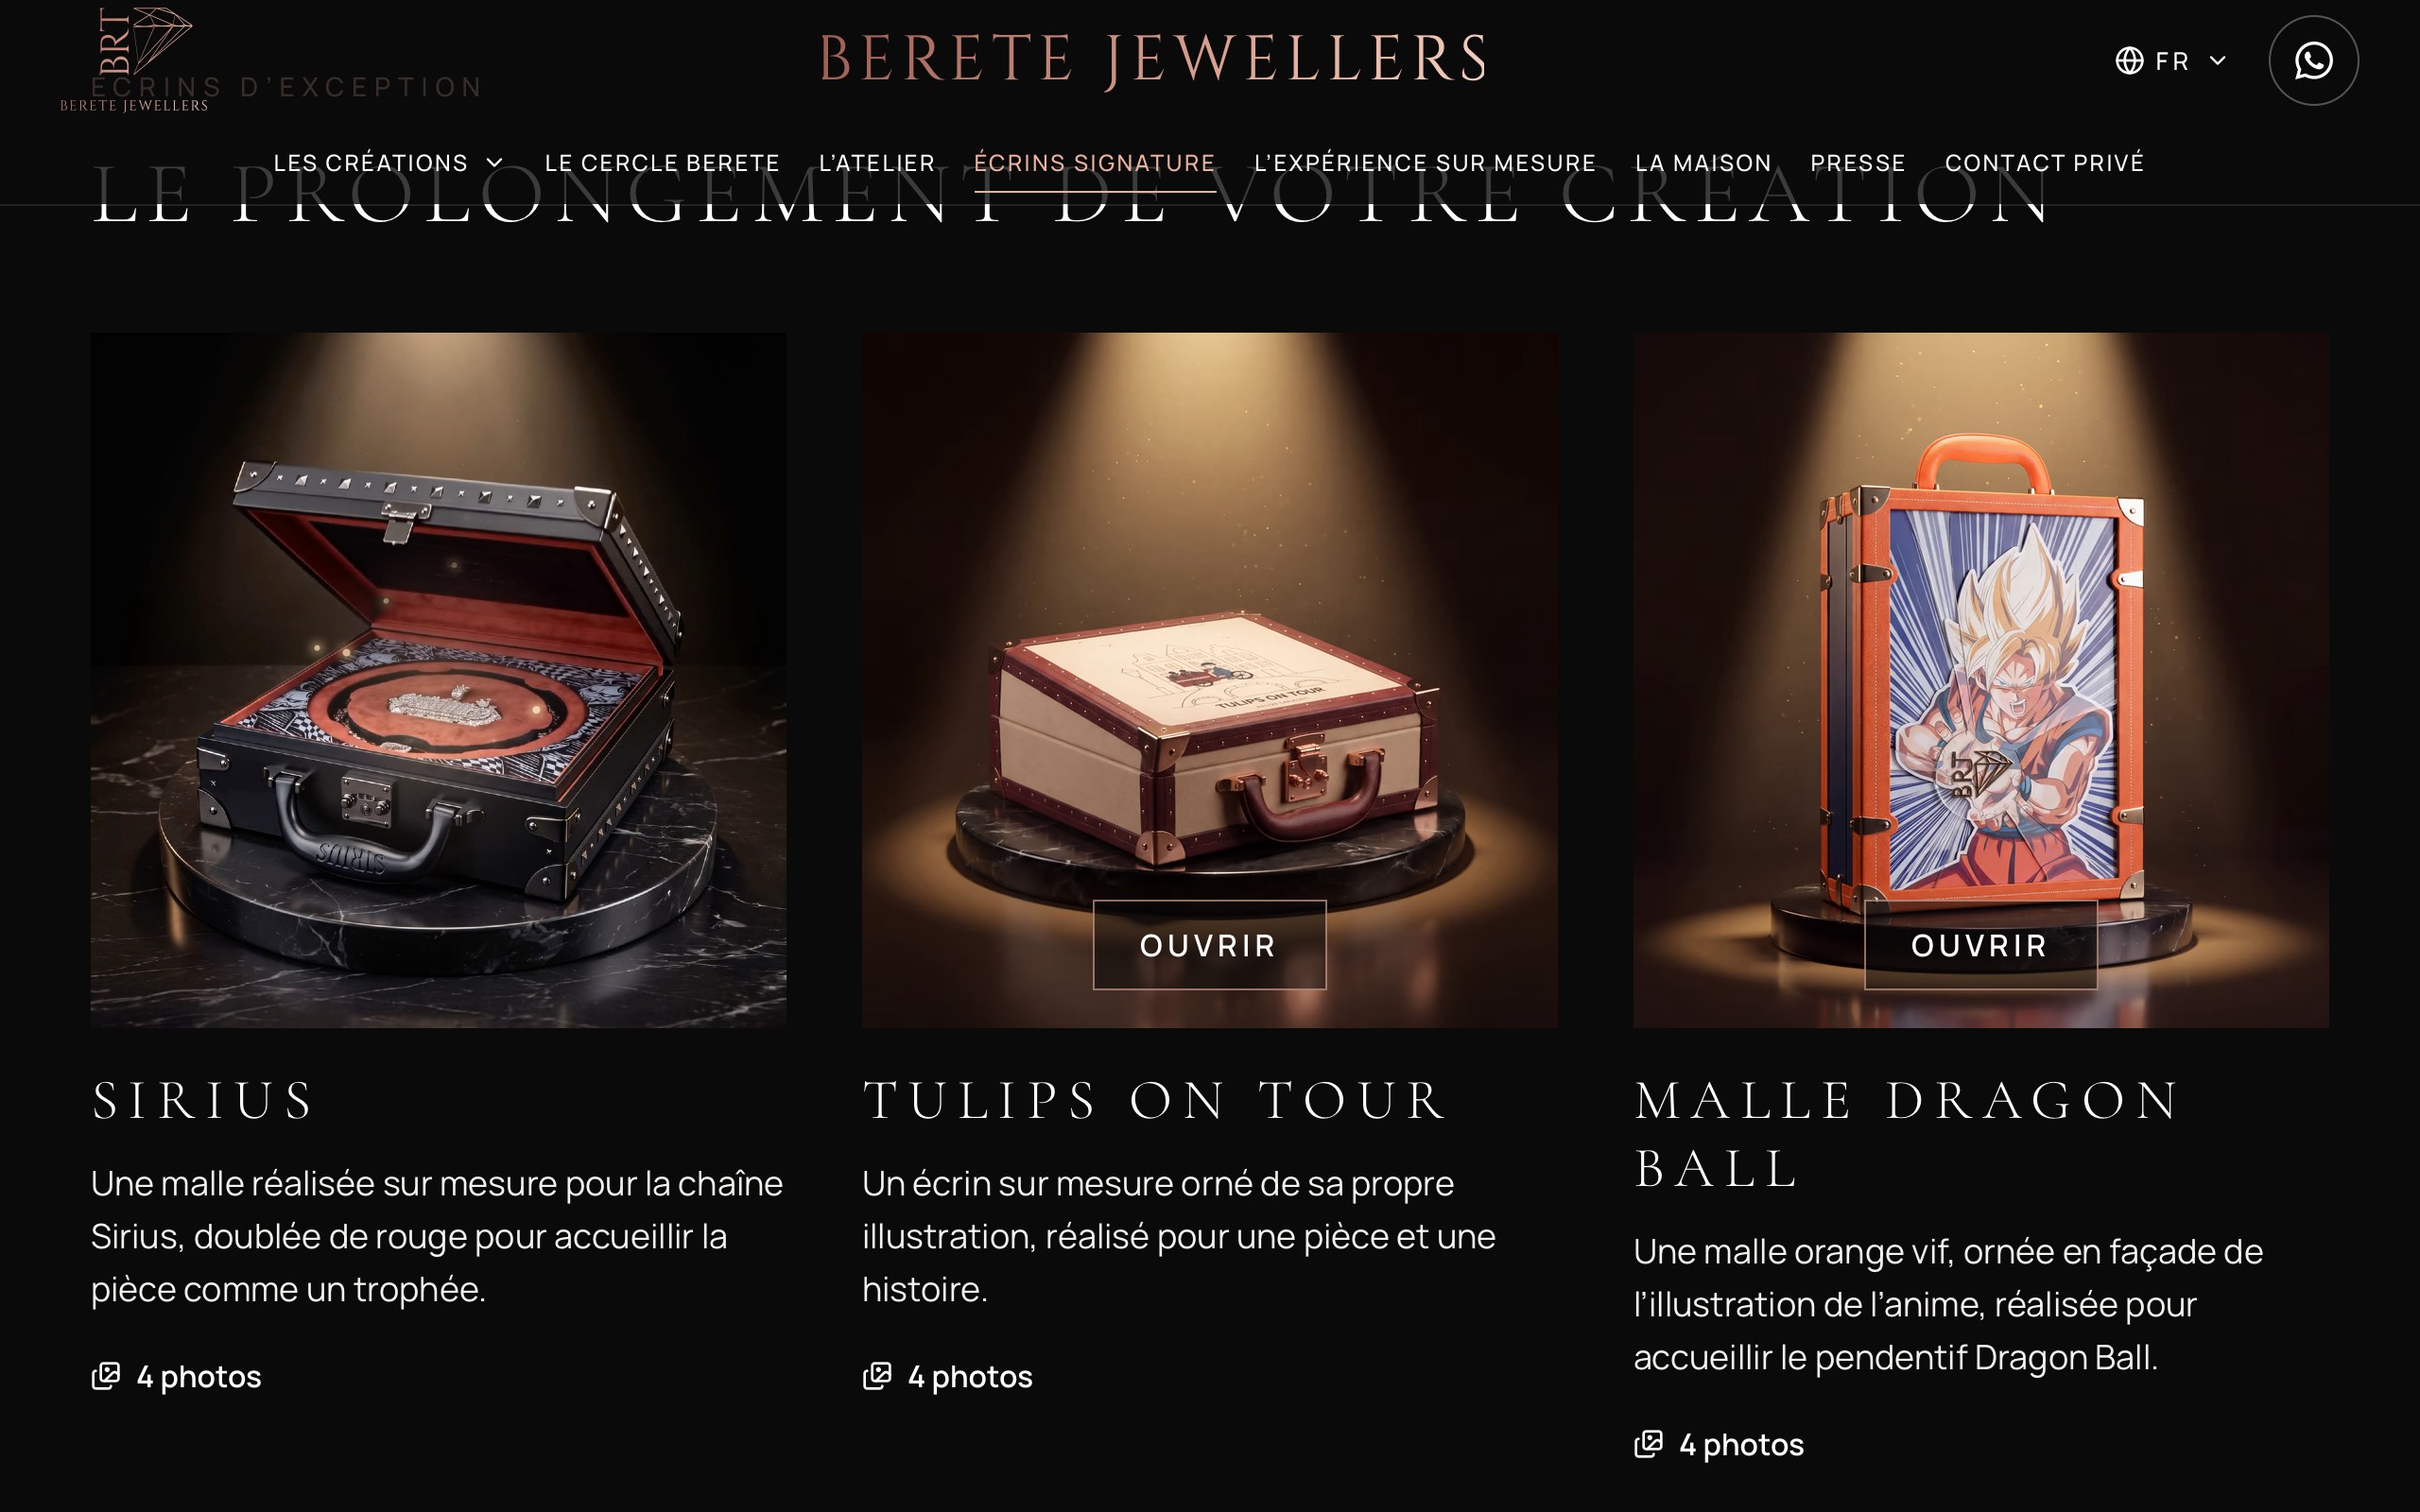 BRT
BERETE JEWELLERS
BERETE JEWELLERS
FR
ÉCRINS D'EXCEPTION
LES CRÉATIONS
LE CERCLE BERETE
L'ATELIER
ÉCRINS SIGNATURE
L'EXPÉRIENCE SUR MESURE
LA MAISON
PRESSE
CONTACT PRIVÉ
LE PROLONGEMENT DE VOTRE CRÉATION
SIRIUS
TULIPS ON TOUR
BRT
OUVRIR
OUVRIR
SIRIUS
Une malle réalisée sur mesure pour la chaîne
Sirius, doublée de rouge pour accueillir la
pièce comme un trophée.
4 photos
TULIPS ON TOUR
Un écrin sur mesure orné de sa propre
illustration, réalisé pour une pièce et une
histoire.
4 photos
MALLE DRAGON
BALL
Une malle orange vif, ornée en façade de
l'illustration de l'anime, réalisée pour
accueillir le pendentif Dragon Ball.
4 photos